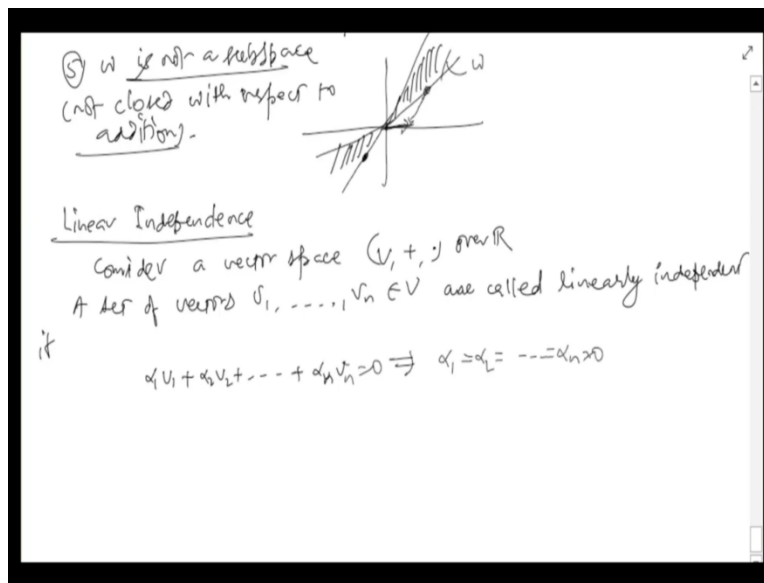 ⑤ W is not a subspace
(not closed with respect to
addition).
W
Linear Independence
Consider a vector space (V, +, ·) over ℝ
A set of vectors v₁, ....., vₙ ∈ V are called linearly independent
if
α₁v₁ + α₂v₂ + .... + αₙvₙ = 0 ⇒ α₁ = α₂ = ... = αₙ = 0